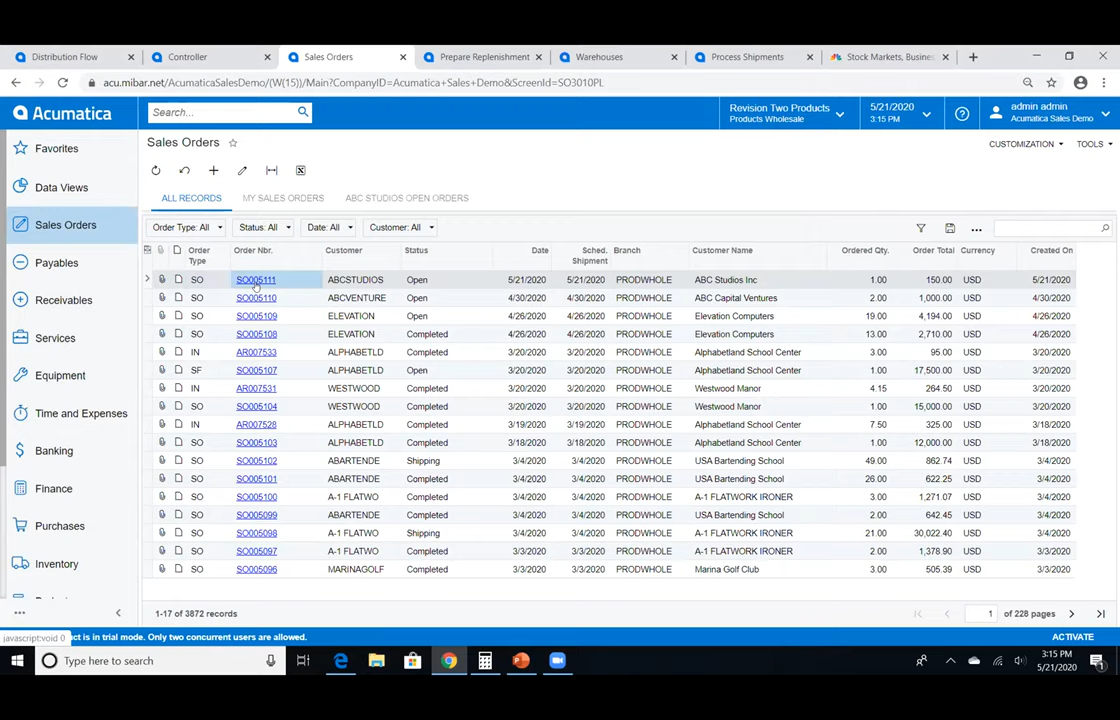 Distribution Flow
Controller
Sales Orders
Prepare Replenishment
Warehouses
Process Shipments
Stock Markets, Busines
acu.mibar.net/AcumaticaSalesDemo/(W(15))/Main?CompanyID=Acumatica+Sales+Demo&ScreenId=SO3010PL
Acumatica
Search...
Revision Two Products
Products Wholesale
5/21/2020
3:15 PM
admin admin
Acumatica Sales Demo
Favorites
Data Views
Sales Orders
Payables
Receivables
Services
Equipment
Time and Expenses
Banking
Finance
Purchases
Inventory
Sales Orders
CUSTOMIZATION TOOLS
ALL RECORDS MY SALES ORDERS ABC STUDIOS OPEN ORDERS
Order Type: All Status: All Date: All Customer: All
Order Type Order Nbr. Customer Status Date Sched. Shipment Branch Customer Name Ordered Qty. Order Total Currency Created On
SO SO005111 ABCSTUDIOS Open 5/21/2020 5/21/2020 PRODWHOLE ABC Studios Inc 1.00 150.00 USD 5/21/2020
SO SO005110 ABCVENTURE Open 4/30/2020 4/30/2020 PRODWHOLE ABC Capital Ventures 2.00 1,000.00 USD 4/30/2020
SO SO005109 ELEVATION Open 4/26/2020 4/26/2020 PRODWHOLE Elevation Computers 19.00 4,194.00 USD 4/26/2020
SO SO005108 ELEVATION Completed 4/26/2020 4/26/2020 PRODWHOLE Elevation Computers 13.00 2,710.00 USD 4/26/2020
IN AR007533 ALPHABETLD Completed 3/20/2020 3/20/2020 PRODWHOLE Alphabetland School Center 3.00 95.00 USD 3/20/2020
SF SO005107 ALPHABETLD Open 3/20/2020 3/20/2020 PRODWHOLE Alphabetland School Center 1.00 17,500.00 USD 3/20/2020
IN AR007531 WESTWOOD Completed 3/20/2020 3/20/2020 PRODWHOLE Westwood Manor 4.15 264.50 USD 3/20/2020
SO SO005104 WESTWOOD Completed 3/20/2020 3/20/2020 PRODWHOLE Westwood Manor 1.00 15,000.00 USD 3/20/2020
IN AR007528 ALPHABETLD Completed 3/19/2020 3/19/2020 PRODWHOLE Alphabetland School Center 7.50 325.00 USD 3/18/2020
SO SO005103 ALPHABETLD Completed 3/18/2020 3/18/2020 PRODWHOLE Alphabetland School Center 1.00 12,000.00 USD 3/18/2020
SO SO005102 ABARTENDE Shipping 3/4/2020 3/4/2020 PRODWHOLE USA Bartending School 49.00 862.74 USD 3/4/2020
SO SO005101 ABARTENDE Completed 3/4/2020 3/4/2020 PRODWHOLE USA Bartending School 26.00 622.25 USD 3/4/2020
SO SO005100 A-1 FLATWO Completed 3/4/2020 3/4/2020 PRODWHOLE A-1 FLATWORK IRONER 3.00 1,271.07 USD 3/4/2020
SO SO005099 ABARTENDE Completed 3/4/2020 3/4/2020 PRODWHOLE USA Bartending School 2.00 642.45 USD 3/4/2020
SO SO005098 A-1 FLATWO Shipping 3/4/2020 3/4/2020 PRODWHOLE A-1 FLATWORK IRONER 21.00 30,022.40 USD 3/4/2020
SO SO005097 A-1 FLATWO Completed 3/3/2020 3/3/2020 PRODWHOLE A-1 FLATWORK IRONER 2.00 1,378.90 USD 3/3/2020
SO SO005096 MARINAGOLF Completed 3/3/2020 3/3/2020 PRODWHOLE Marina Golf Club 3.00 505.39 USD 3/3/2020
1-17 of 3872 records 1 of 228 pages
javascript:void 0 ct is in trial mode. Only two concurrent users are allowed. ACTIVATE
Type here to search
3:15 PM
5/21/2020